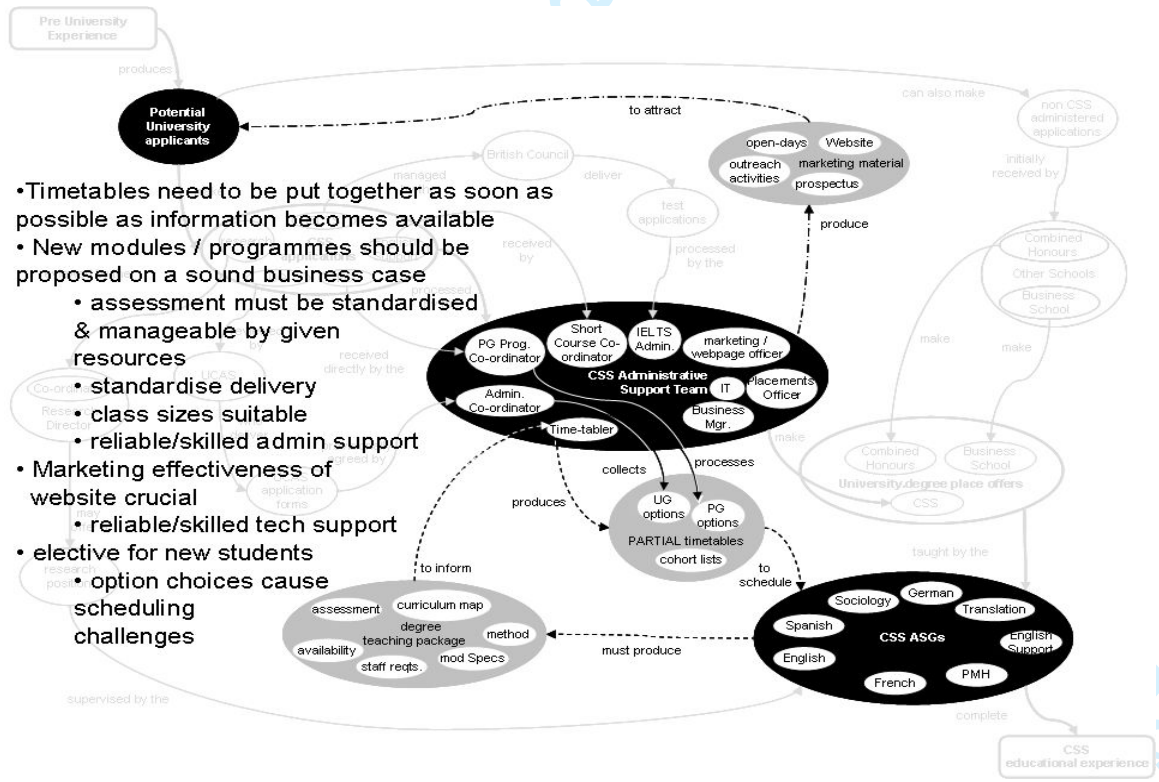 Pre University
Experience
produces
Potential
University
applicants
to attract
can also make
non CSS
administered
applications
open-days
Website
outreach
activities
marketing material
prospectus
British Council
managed
deliver
initially
received by
test
applications
produce
•Timetables need to be put together as soon as
possible as information becomes available
• New modules / programmes should be
proposed on a sound business case
• assessment must be standardised
& manageable by given
resources
• standardise delivery
• class sizes suitable
• reliable/skilled admin support
• Marketing effectiveness of
website crucial
• reliable/skilled tech support
• elective for new students
• option choices cause
scheduling
challenges
applications
received
by
processed
by the
processed
Combined
Honours
Other Schools
Business
School
PG Prog.
Co-ordinator
Short
Course Co-
ordinator
IELTS
Admin.
marketing /
webpage officer
CSS Administrative
Support Team
IT
Placements
Officer
Business
Mgr.
Admin.
Co-ordinator
Time-tabler
make
make
received
directly by the
by
UCAS
Co-ordinator
Research
Director
agreed by
application
forms
make
Combined
Honours
Business
School
University degree place offers
CSS
collects
processes
produces
UG
options
PG
options
PARTIAL timetables
cohort lists
to
schedule
taught by the
may
research
position
to inform
assessment
curriculum map
degree
teaching package
method
availability
mod Specs
staff reqts.
must produce
Sociology
German
Translation
Spanish
CSS ASGs
English
Support
English
French
PMH
supervised by the
complete
CSS
educational experience